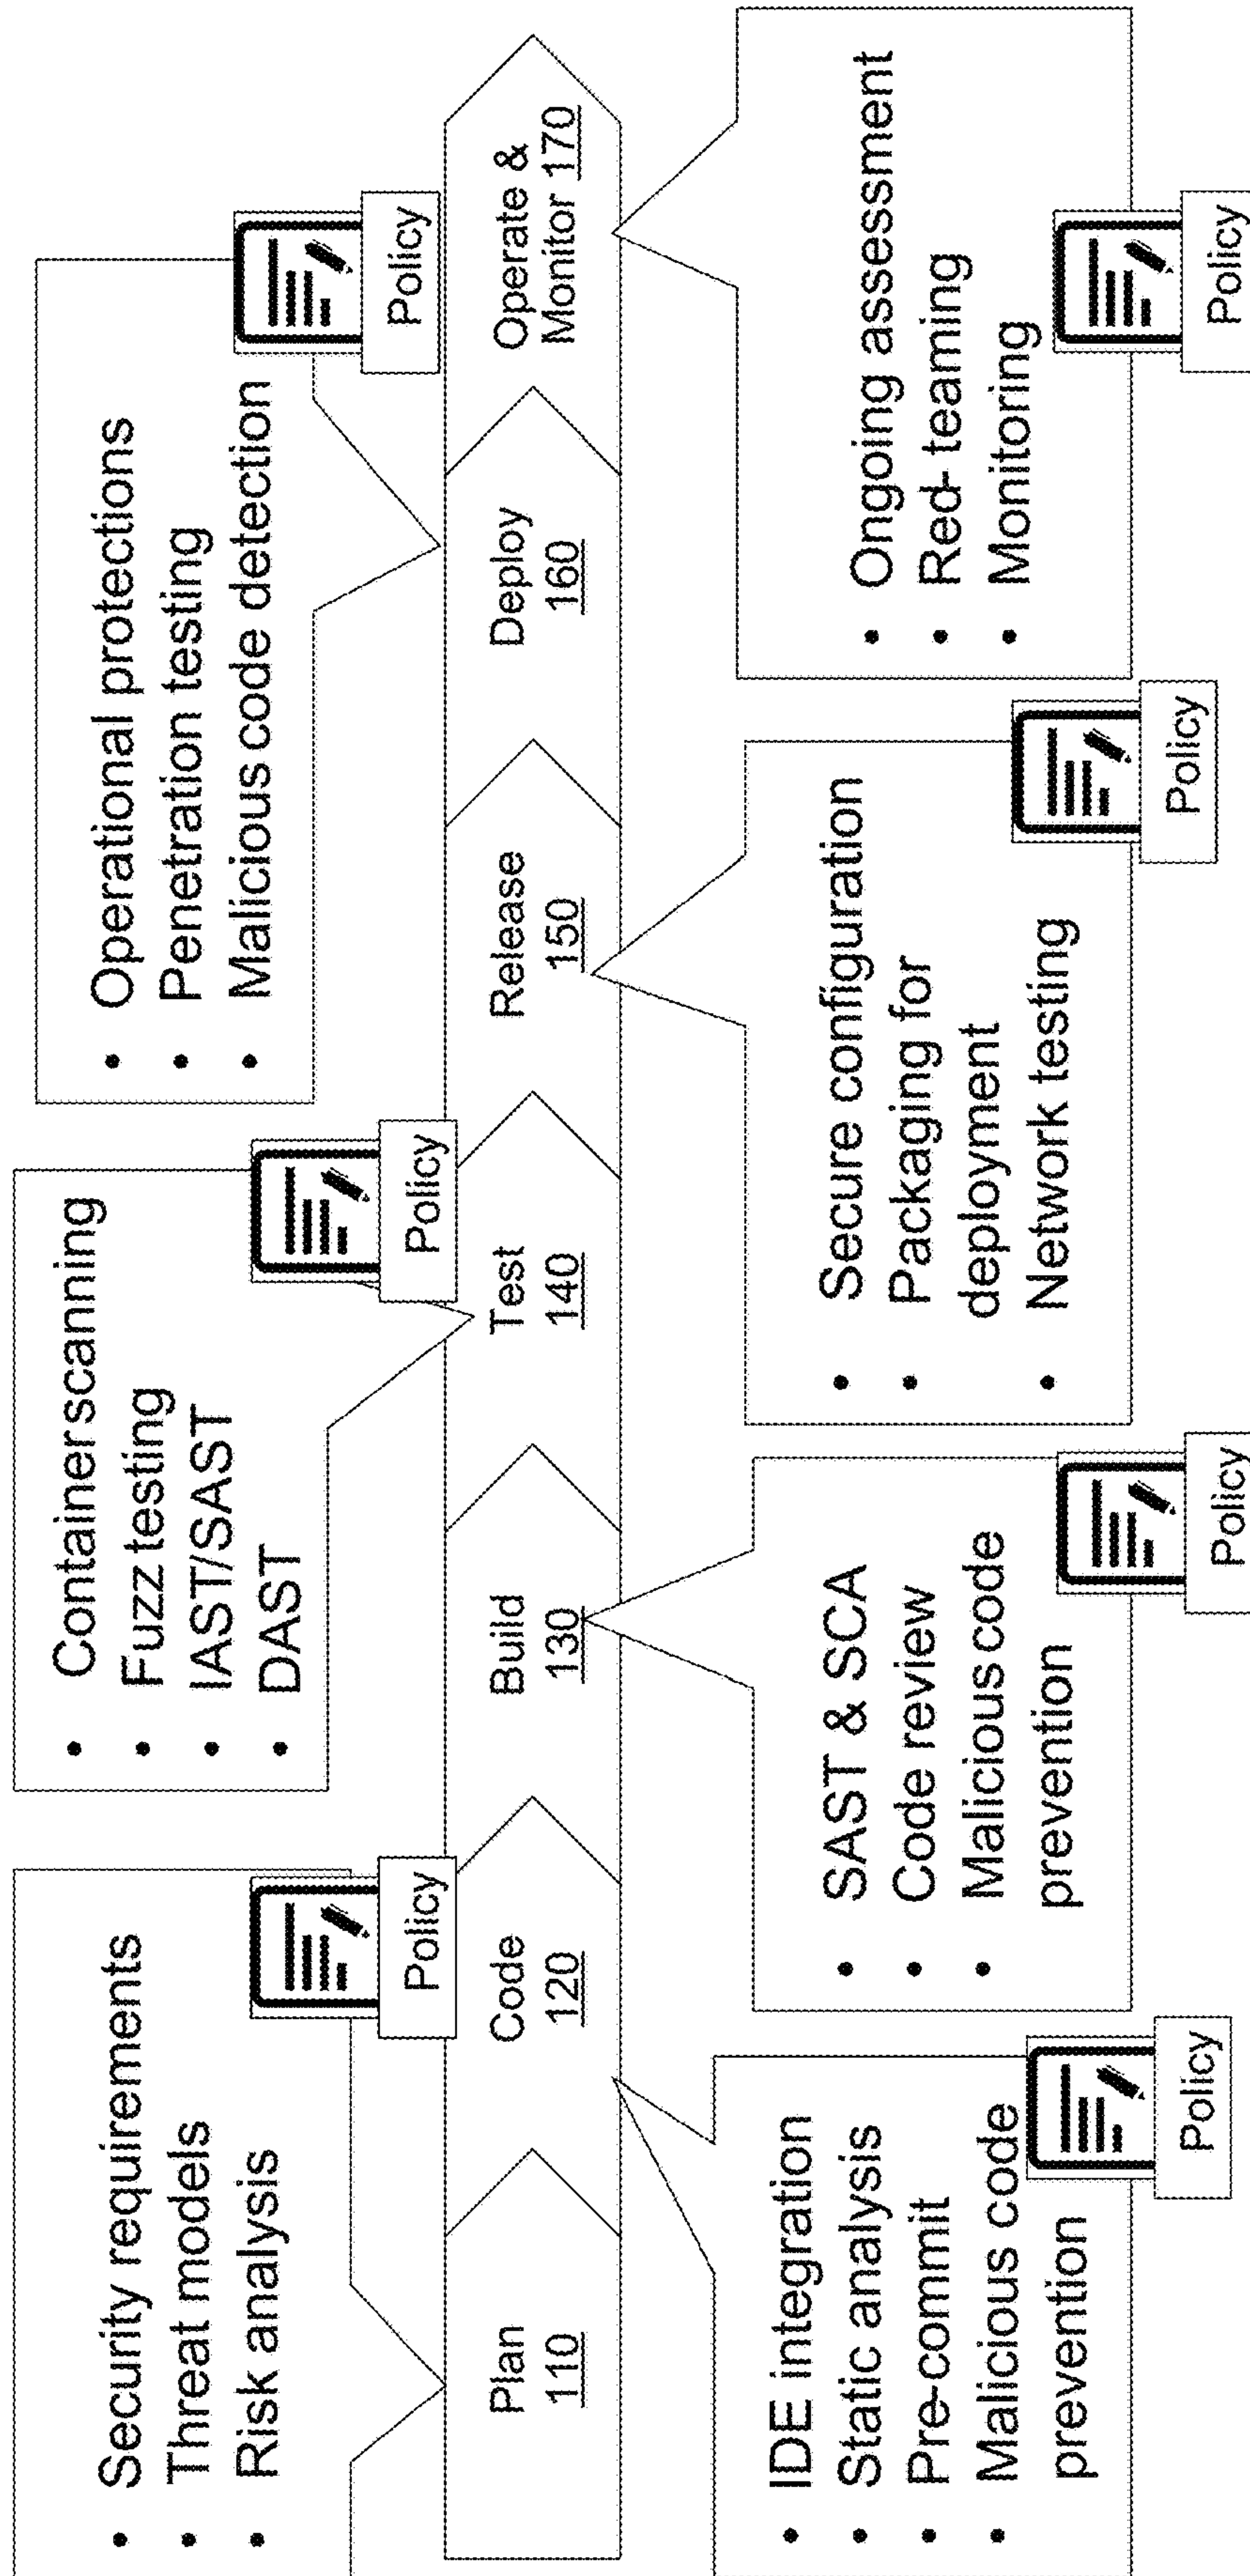 • Security requirements
• Threat models
• Risk analysis
Policy
• Container scanning
• Fuzz testing
• IAST/SAST
• DAST
Policy
• Operational protections
• Penetration testing
• Malicious code detection
Policy
Plan
110
Code
120
Build
130
Test
140
Release
150
Deploy
160
Operate &
Monitor 170
• IDE integration
• Static analysis
• Pre-commit
• Malicious code
prevention
Policy
• SAST & SCA
• Code review
• Malicious code
prevention
Policy
• Secure configuration
• Packaging for
deployment
• Network testing
Policy
• Ongoing assessment
• Red- teaming
• Monitoring
Policy